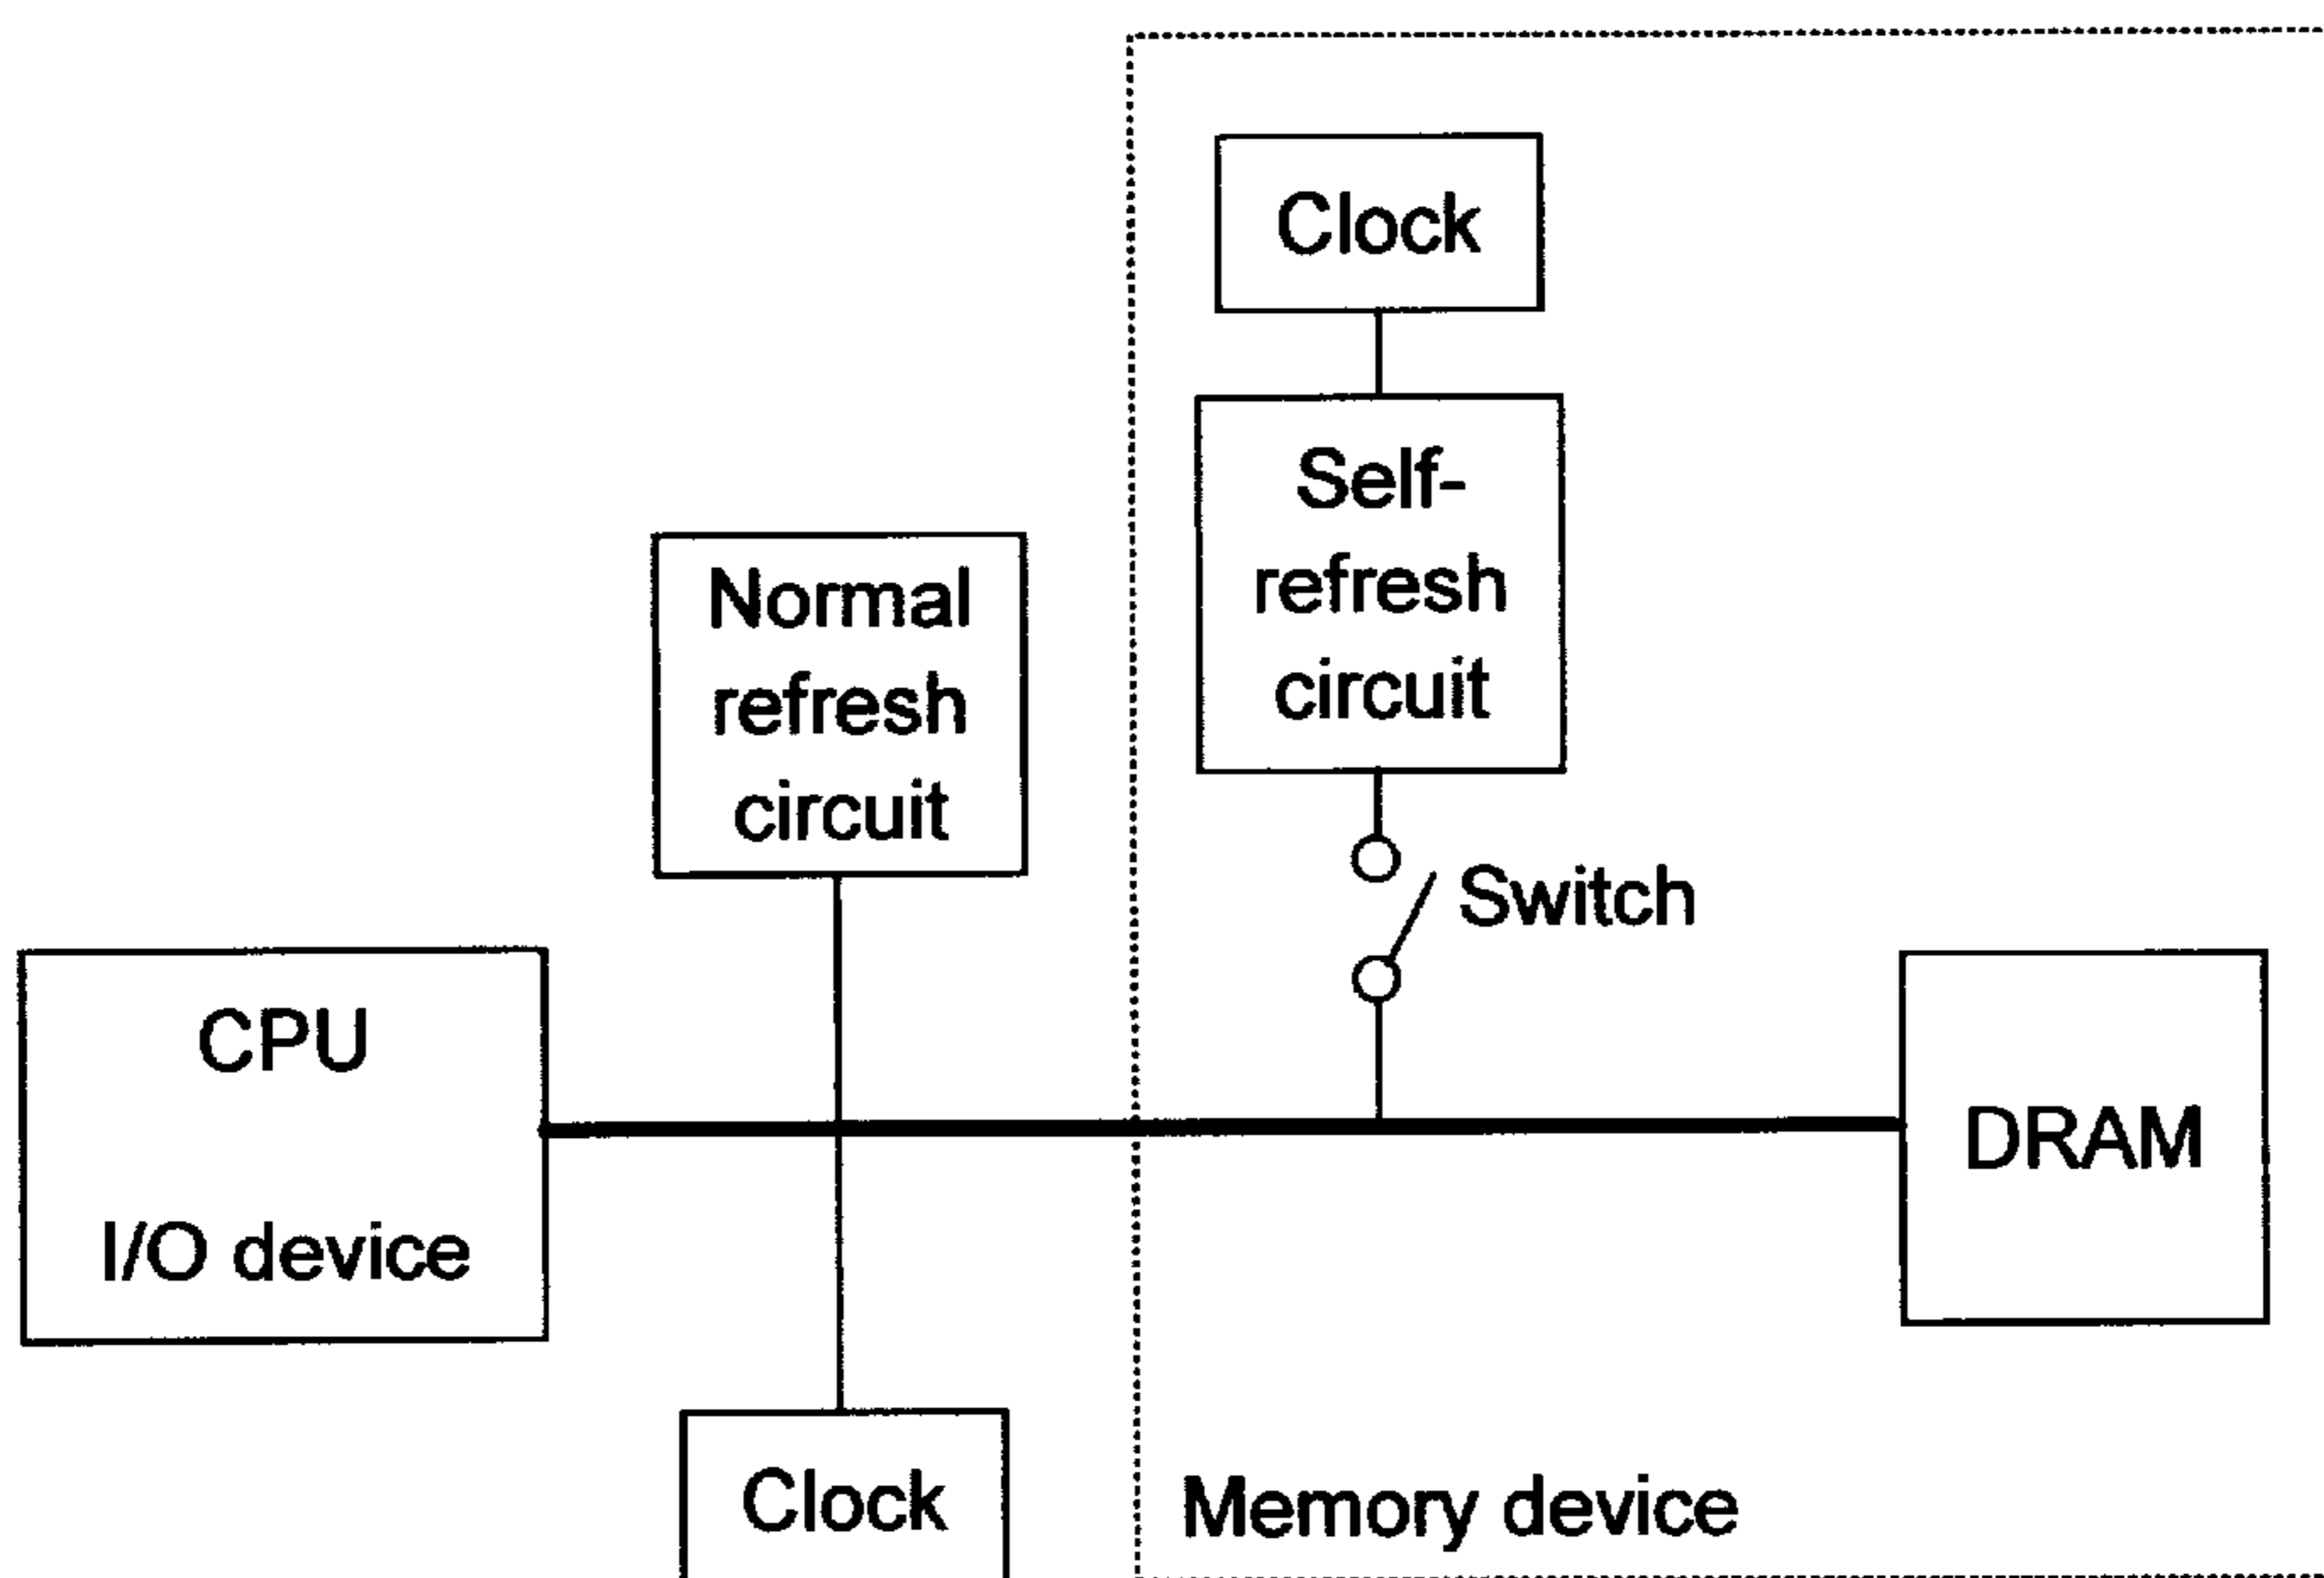 Clock
Self-
refresh
circuit
Normal
refresh
circuit
Switch
CPU
I/O device
DRAM
Clock
Memory device